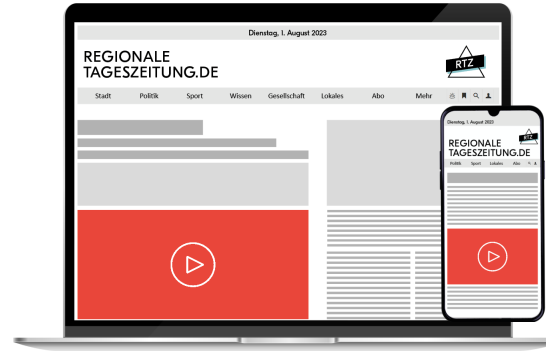 Dienstag, 1. August 2023
REGIONALE
TAGESZEITUNG.DE
RTZ
Stadt Politik Sport Wissen Gesellschaft Lokales Abo Mehr
Dienstag, 1. August 2023
RTZ
REGIONALE
TAGESZEITUNG.DE
Politik Sport Lokales Abo